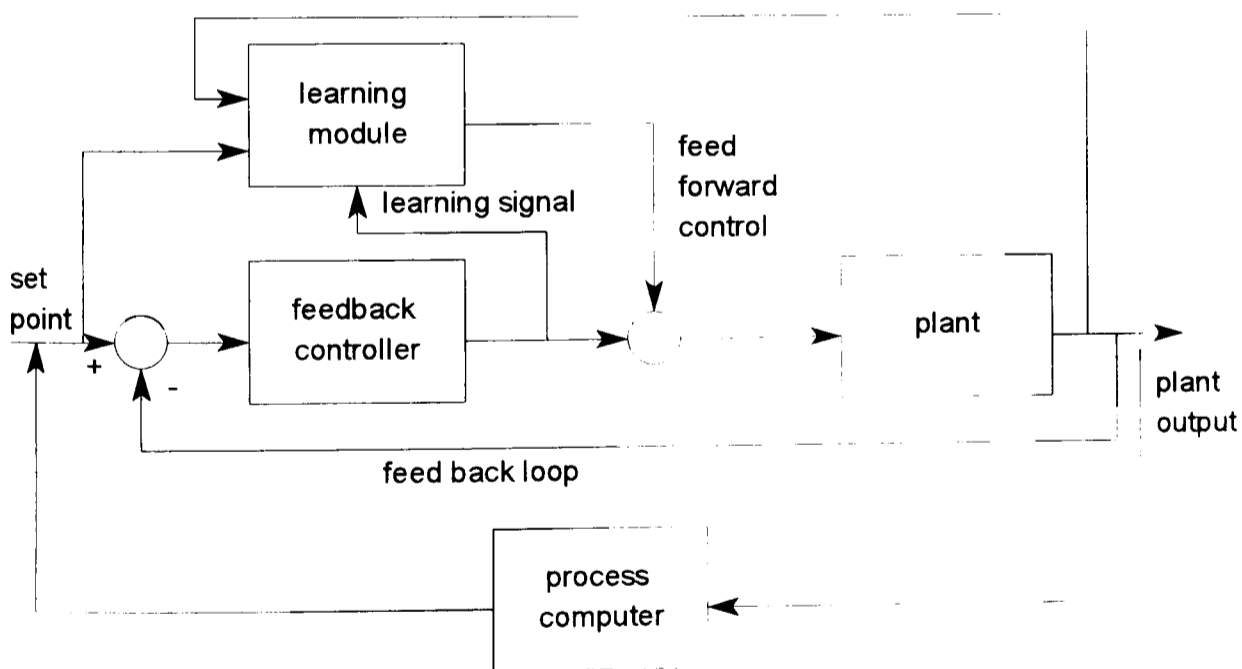 learning
module
feed
forward
control
learning signal
set
point
+
-
feedback
controller
plant
plant
output
feed back loop
process
computer